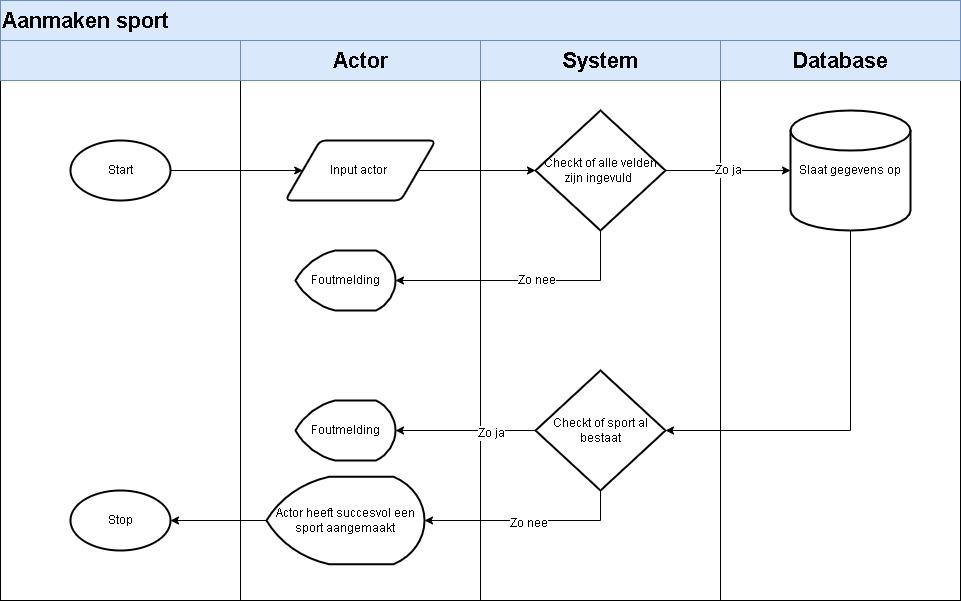 Aanmaken sport
Actor
System
Database
Start
Input actor
Checkt of alle velden
zijn ingevuld
Zo ja
Slaat gegevens op
Foutmelding
Zo nee
Foutmelding
Zo ja
Checkt of sport al
bestaat
Stop
Actor heeft succesvol een
sport aangemaakt
Zo nee